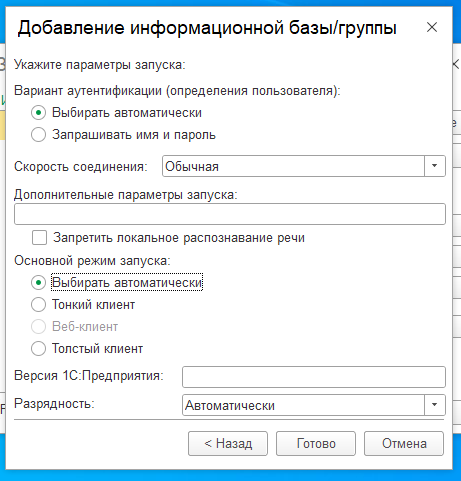 Добавление информационной базы/группы
Укажите параметры запуска:
Вариант аутентификации (определения пользователя):
Выбирать автоматически
Запрашивать имя и пароль
Скорость соединения: Обычная
Дополнительные параметры запуска:
Запретить локальное распознавание речи
Основной режим запуска:
Выбирать автоматически
Тонкий клиент
Веб-клиент
Толстый клиент
Версия 1С:Предприятия:
Разрядность: Автоматически
< Назад Готово Отмена